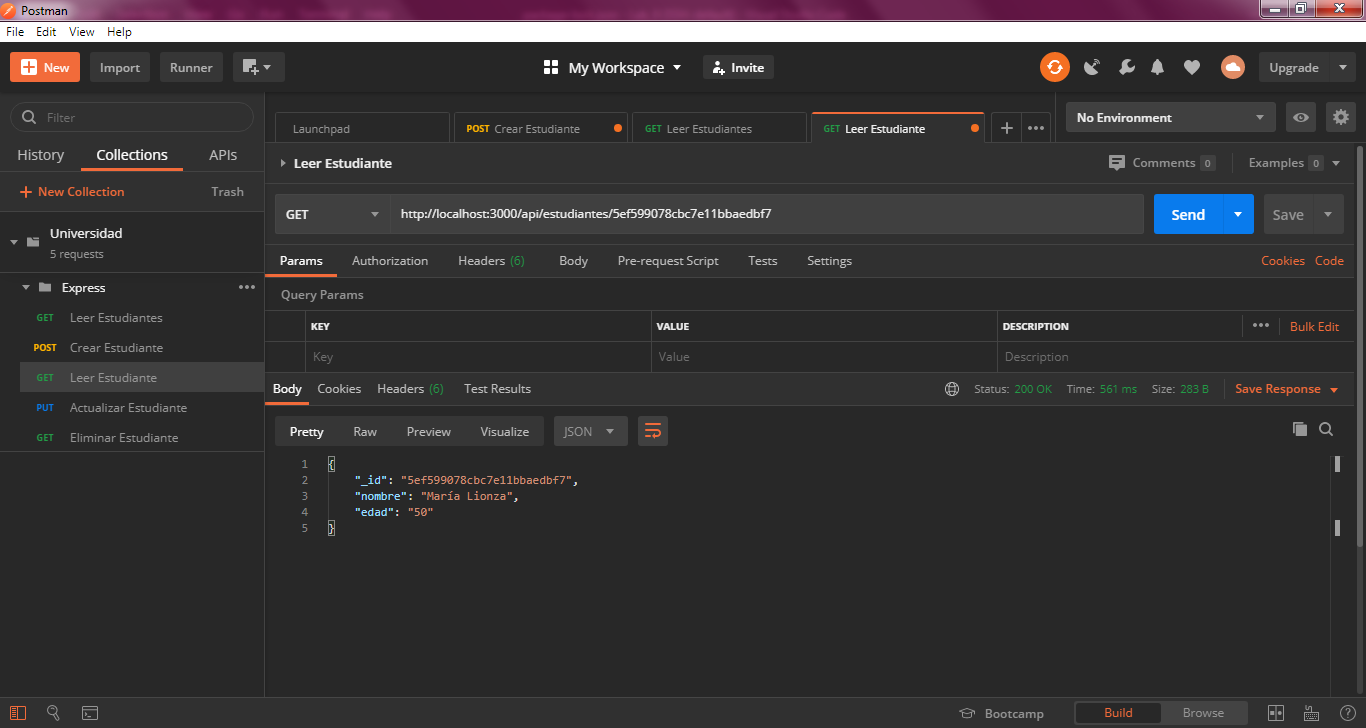 Postman
File Edit View Help
New Import Runner My Workspace Invite Upgrade
Filter
History Collections APIs
New Collection Trash
Universidad
5 requests
Express
GET Leer Estudiantes
POST Crear Estudiante
GET Leer Estudiante
PUT Actualizar Estudiante
GET Eliminar Estudiante
Launchpad POST Crear Estudiante GET Leer Estudiantes GET Leer Estudiante No Environment
Leer Estudiante Comments 0 Examples 0
GET http://localhost:3000/api/estudiantes/5ef599078cbc7e11bbaedbf7 Send Save
Params Authorization Headers (6) Body Pre-request Script Tests Settings Cookies Code
Query Params
KEY VALUE DESCRIPTION Bulk Edit
Key Value Description
Body Cookies Headers (6) Test Results Status: 200 OK Time: 561 ms Size: 283 B Save Response
Pretty Raw Preview Visualize JSON
1 {
2 "_id": "5ef599078cbc7e11bbaedbf7",
3 "nombre": "María Lionza",
4 "edad": "50"
5 }
Bootcamp Build Browse